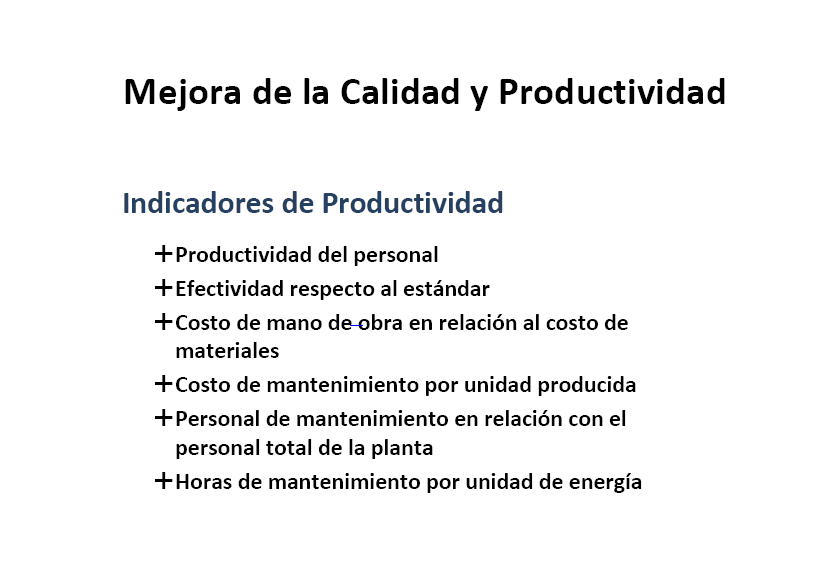 Mejora de la Calidad y Productividad
Indicadores de Productividad
+Productividad del personal
+Efectividad respecto al estándar
+Costo de mano de obra en relación al costo de
materiales
+Costo de mantenimiento por unidad producida
+Personal de mantenimiento en relación con el
personal total de la planta
+Horas de mantenimiento por unidad de energía